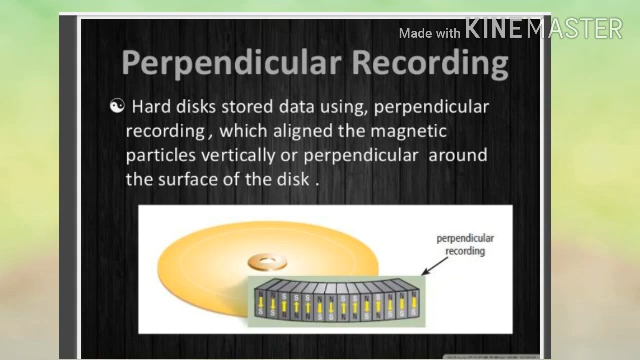 Made with KINEMASTER
Perpendicular Recording
Hard disks stored data using, perpendicular
recording , which aligned the magnetic
particles vertically or perpendicular around
the surface of the disk .
perpendicular
recording